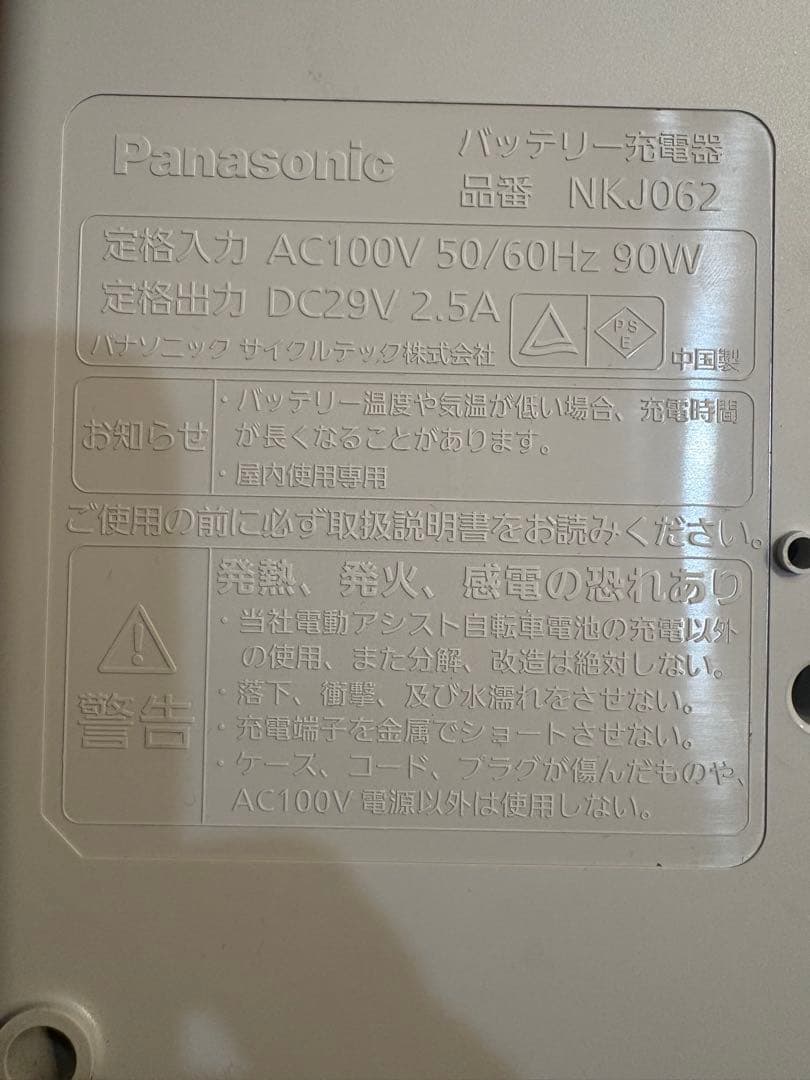 Panasonic
バッテリー充電器
品番 NKJ062
定格入力 AC100V 50/60Hz 90W
定格出力 DC29V 2.5A
PS
E
パナソニック サイクルテック株式会社
中国製
お知らせ
・バッテリー温度や気温が低い場合、充電時間
が長くなることがあります。
・屋内使用専用
ご使用の前に必ず取扱説明書をお読みください。
警告
発熱、発火、感電の恐れあり
・当社電動アシスト自転車電池の充電以外
の使用、また分解、改造は絶対しない。
・落下、衝撃、及び水濡れをさせない。
・充電端子を金属でショートさせない。
・ケース、コード、プラグが傷んだものや、
AC100V 電源以外は使用しない。